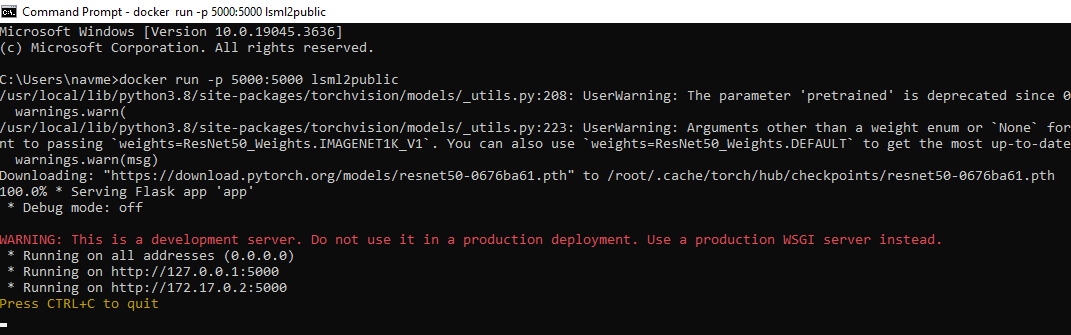 Command Prompt - docker run -p 5000:5000 lsml2public
Microsoft Windows [Version 10.0.19045.3636]
(c) Microsoft Corporation. All rights reserved.
C:\Users\navme>docker run -p 5000:5000 lsml2public
/usr/local/lib/python3.8/site-packages/torchvision/models/_utils.py:208: UserWarning: The parameter 'pretrained' is deprecated since 0
warnings.warn(
/usr/local/lib/python3.8/site-packages/torchvision/models/_utils.py:223: UserWarning: Arguments other than a weight enum or `None` for
nt to passing `weights=ResNet50_Weights.IMAGENET1K_V1`. You can also use `weights=ResNet50_Weights.DEFAULT` to get the most up-to-date
warnings.warn(msg)
Downloading: "https://download.pytorch.org/models/resnet50-0676ba61.pth" to /root/.cache/torch/hub/checkpoints/resnet50-0676ba61.pth
100.0% * Serving Flask app 'app'
* Debug mode: off
WARNING: This is a development server. Do not use it in a production deployment. Use a production WSGI server instead.
* Running on all addresses (0.0.0.0)
* Running on http://127.0.0.1:5000
* Running on http://172.17.0.2:5000
Press CTRL+C to quit